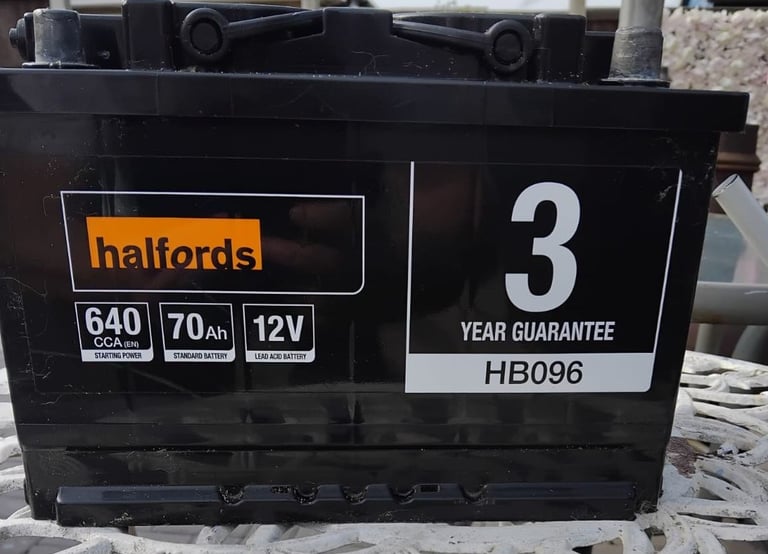 halfords
640
CCA (EN)
STARTING POWER
70Ah
STANDARD BATTERY
12V
LEAD ACID BATTERY
3
YEAR GUARANTEE
HB096